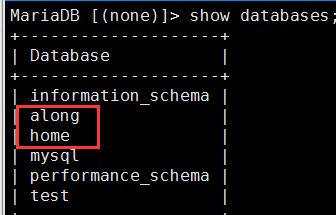 MariaDB [(none)]> show databases;
+--------------------+
| Database           |
+--------------------+
| information_schema |
| along              |
| home               |
| mysql              |
| performance_schema |
| test               |